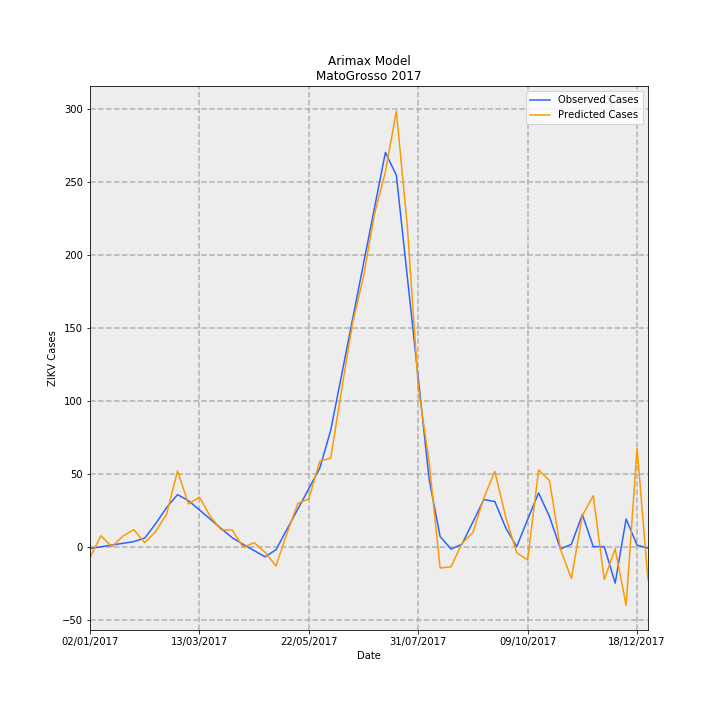 Arimax Model
MatoGrosso 2017
Observed Cases
Predicted Cases
300
250
200
150
100
50
0
−50
ZIKV Cases
02/01/2017 13/03/2017 22/05/2017 31/07/2017 09/10/2017 18/12/2017
Date